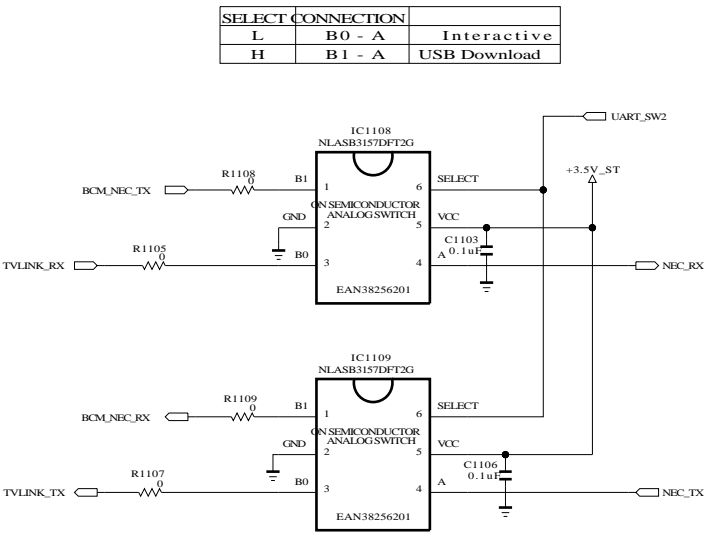 SELECT CONNECTION
L B0 - A Interactive
H B1 - A USB Download
UART_SW2
IC1108
NLASB3157DFT2G
+3.5V_ST
R1108
0
B1
1
6
SELECT
BCM_NEC_TX
ON SEMICONDUCTOR
ANALOG SWITCH
GND
2
5
VCC
C1103
0.1uF
R1105
0
B0
3
4
A
TVLINK_RX
NEC_RX
EAN38256201
IC1109
NLASB3157DFT2G
R1109
0
B1
1
6
SELECT
BCM_NEC_RX
ON SEMICONDUCTOR
ANALOG SWITCH
GND
2
5
VCC
C1106
0.1uF
R1107
0
B0
3
4
A
TVLINK_TX
NEC_TX
EAN38256201